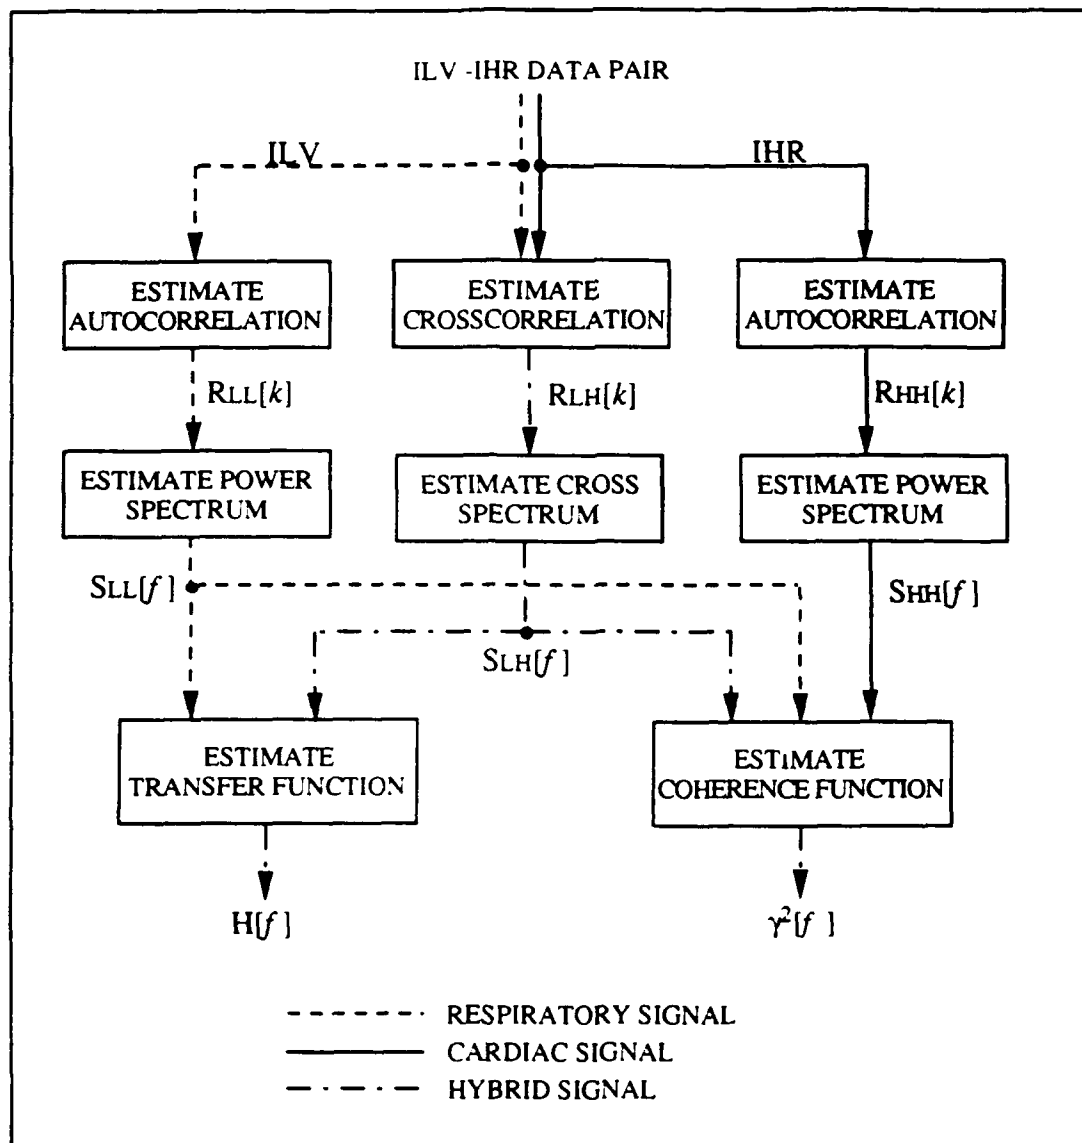 ILV -IHR DATA PAIR
ILV
IHR
ESTIMATE
AUTOCORRELATION
ESTIMATE
CROSSCORRELATION
ESTIMATE
AUTOCORRELATION
RLL[k]
RLH[k]
RHH[k]
ESTIMATE POWER
SPECTRUM
ESTIMATE CROSS
SPECTRUM
ESTIMATE POWER
SPECTRUM
SLL[f]
SHH[f]
SLH[f]
ESTIMATE
TRANSFER FUNCTION
ESTIMATE
COHERENCE FUNCTION
H[f]
γ²[f]
RESPIRATORY SIGNAL
CARDIAC SIGNAL
HYBRID SIGNAL